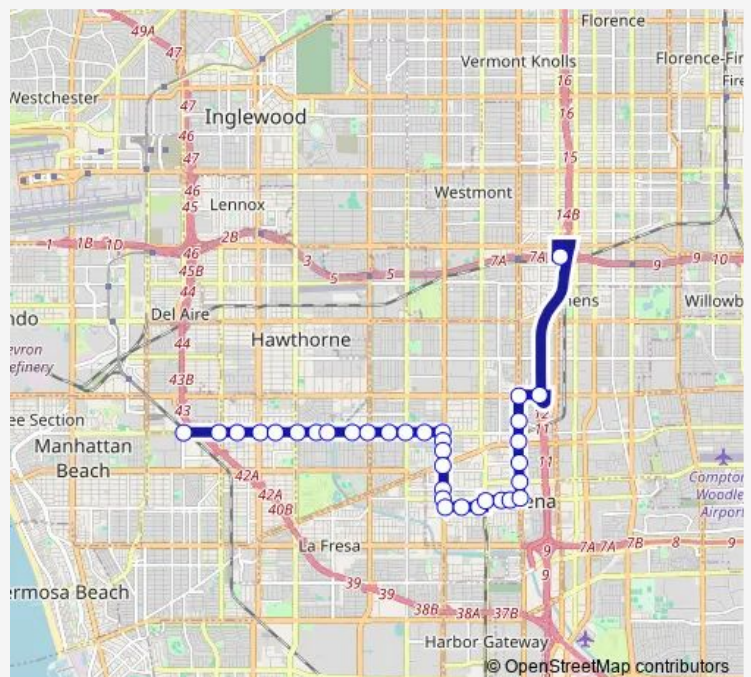 Florence
49A
47
Vermont Knolls
Florence-Fir
Fire
16
Westchester
47
Inglewood
16
46
47
15
46
Westmont
45
Lennox
14B
1
1B
1D
2B
46
3
5
5
7A
7A
9
9
10
45B
44
hens
Willowb
ndo
Del Aire
evron
efinery
44
Hawthorne
43B
43
12
11
ee Section
Manhattan
Beach
11
42A
42A
40B
Compton
Woodle
Airport
ena
La Fresa
9
7A
7A
7B
8
9
39
39
9
ermosa Beach
38B
38A
37B
Harbor Gateway
© OpenStreetMap contributors